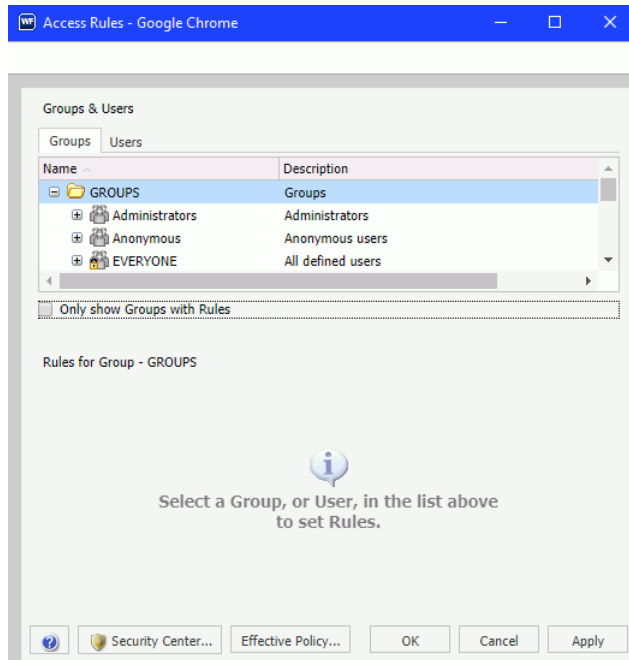 WF Access Rules - Google Chrome
Groups & Users
Groups Users
Name Description
GROUPS Groups
Administrators Administrators
Anonymous Anonymous users
EVERYONE All defined users
Only show Groups with Rules
Rules for Group - GROUPS
Select a Group, or User, in the list above
to set Rules.
? Security Center... Effective Policy... OK Cancel Apply